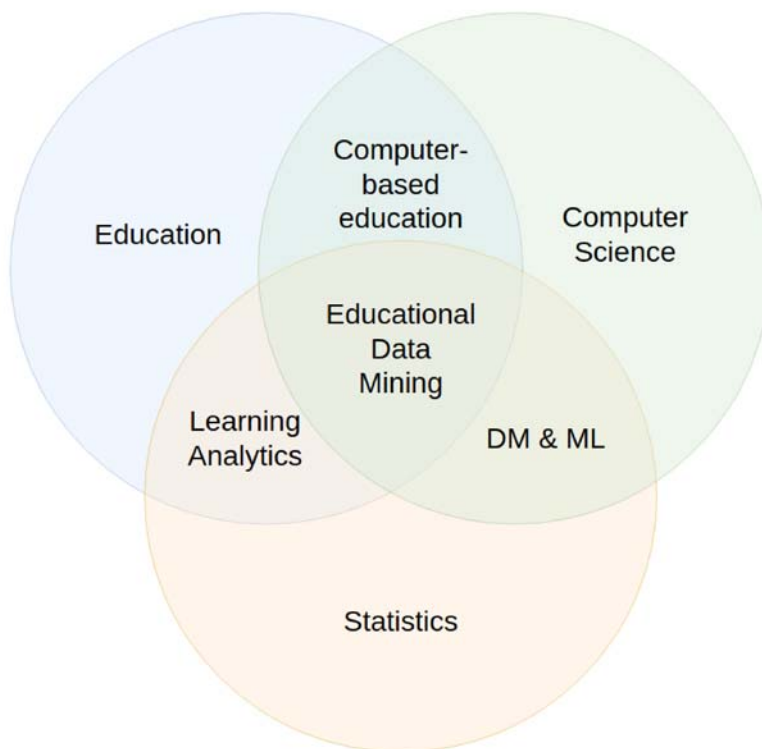 Computer-
based
education
Education
Computer
Science
Educational
Data
Mining
Learning
Analytics
DM & ML
Statistics